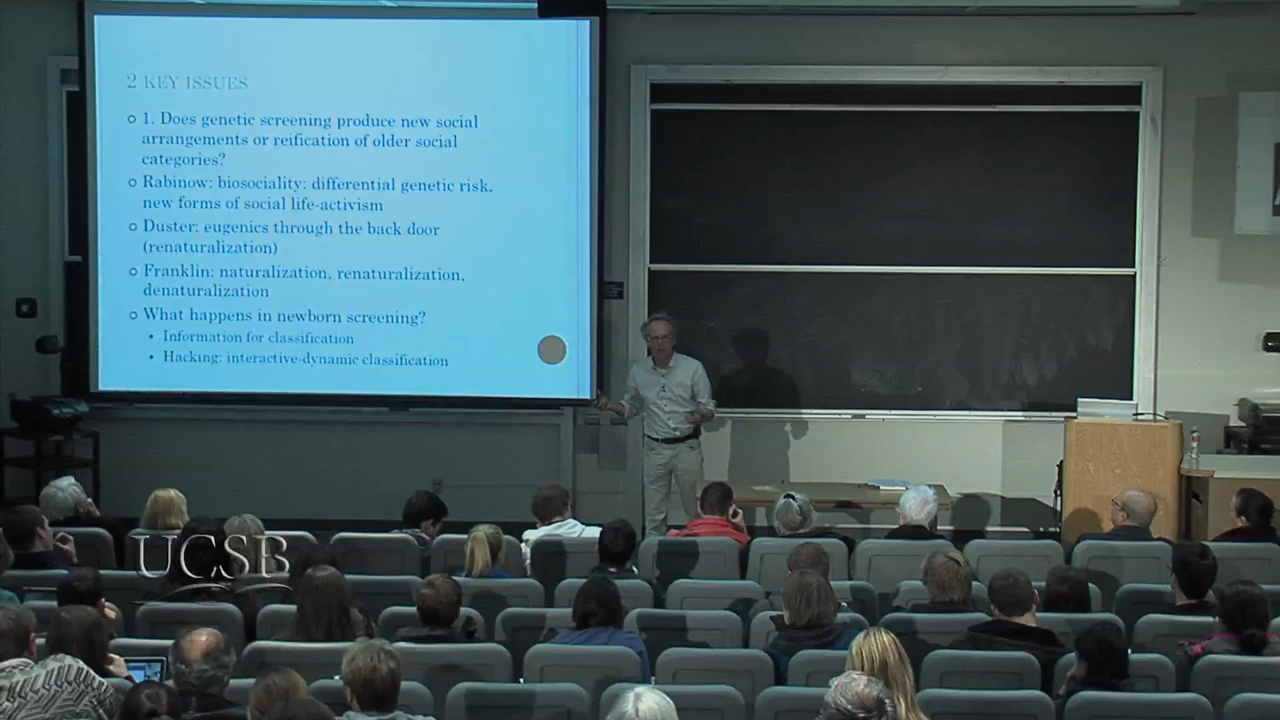 2 KEY ISSUES
1. Does genetic screening produce new social
arrangements or reification of older social
categories?
Rabinow: biosociality: differential genetic risk,
new forms of social life-activism
Duster: eugenics through the back door
(renaturalization)
Franklin: naturalization, renaturalization,
denaturalization
What happens in newborn screening?
Information for classification
Hacking: interactive-dynamic classification
UCSB